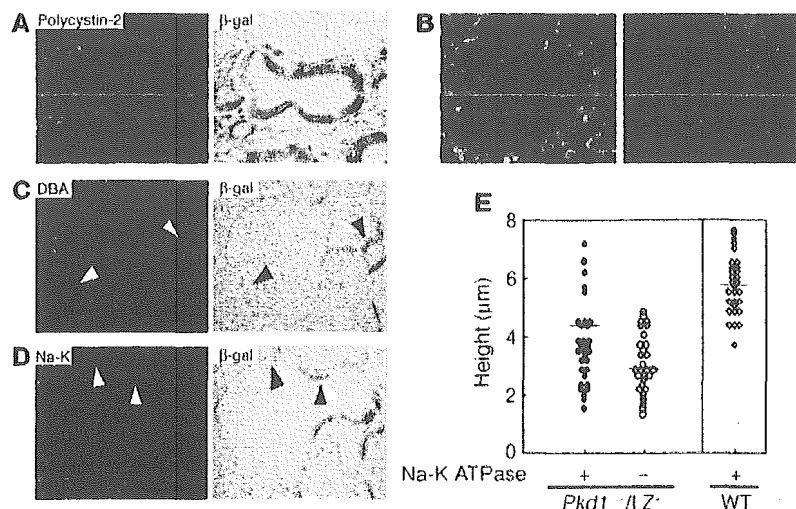 A Polycystin-2 β-gal
B
C DBA β-gal
D Na-K β-gal
E
8
6
4
2
0
Height (μm)
Na-K ATPase + − +
WT